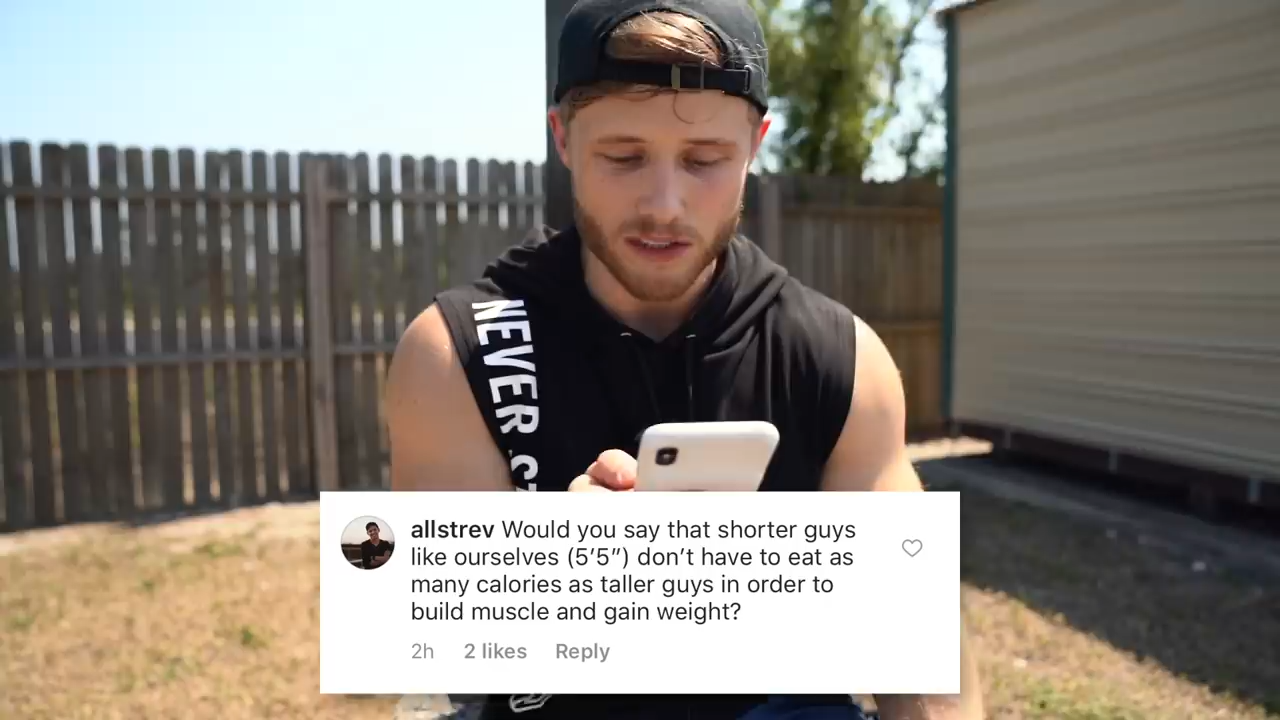 NEVER
allstrev Would you say that shorter guys
like ourselves (5'5") don't have to eat as
many calories as taller guys in order to
build muscle and gain weight?
2h 2 likes Reply